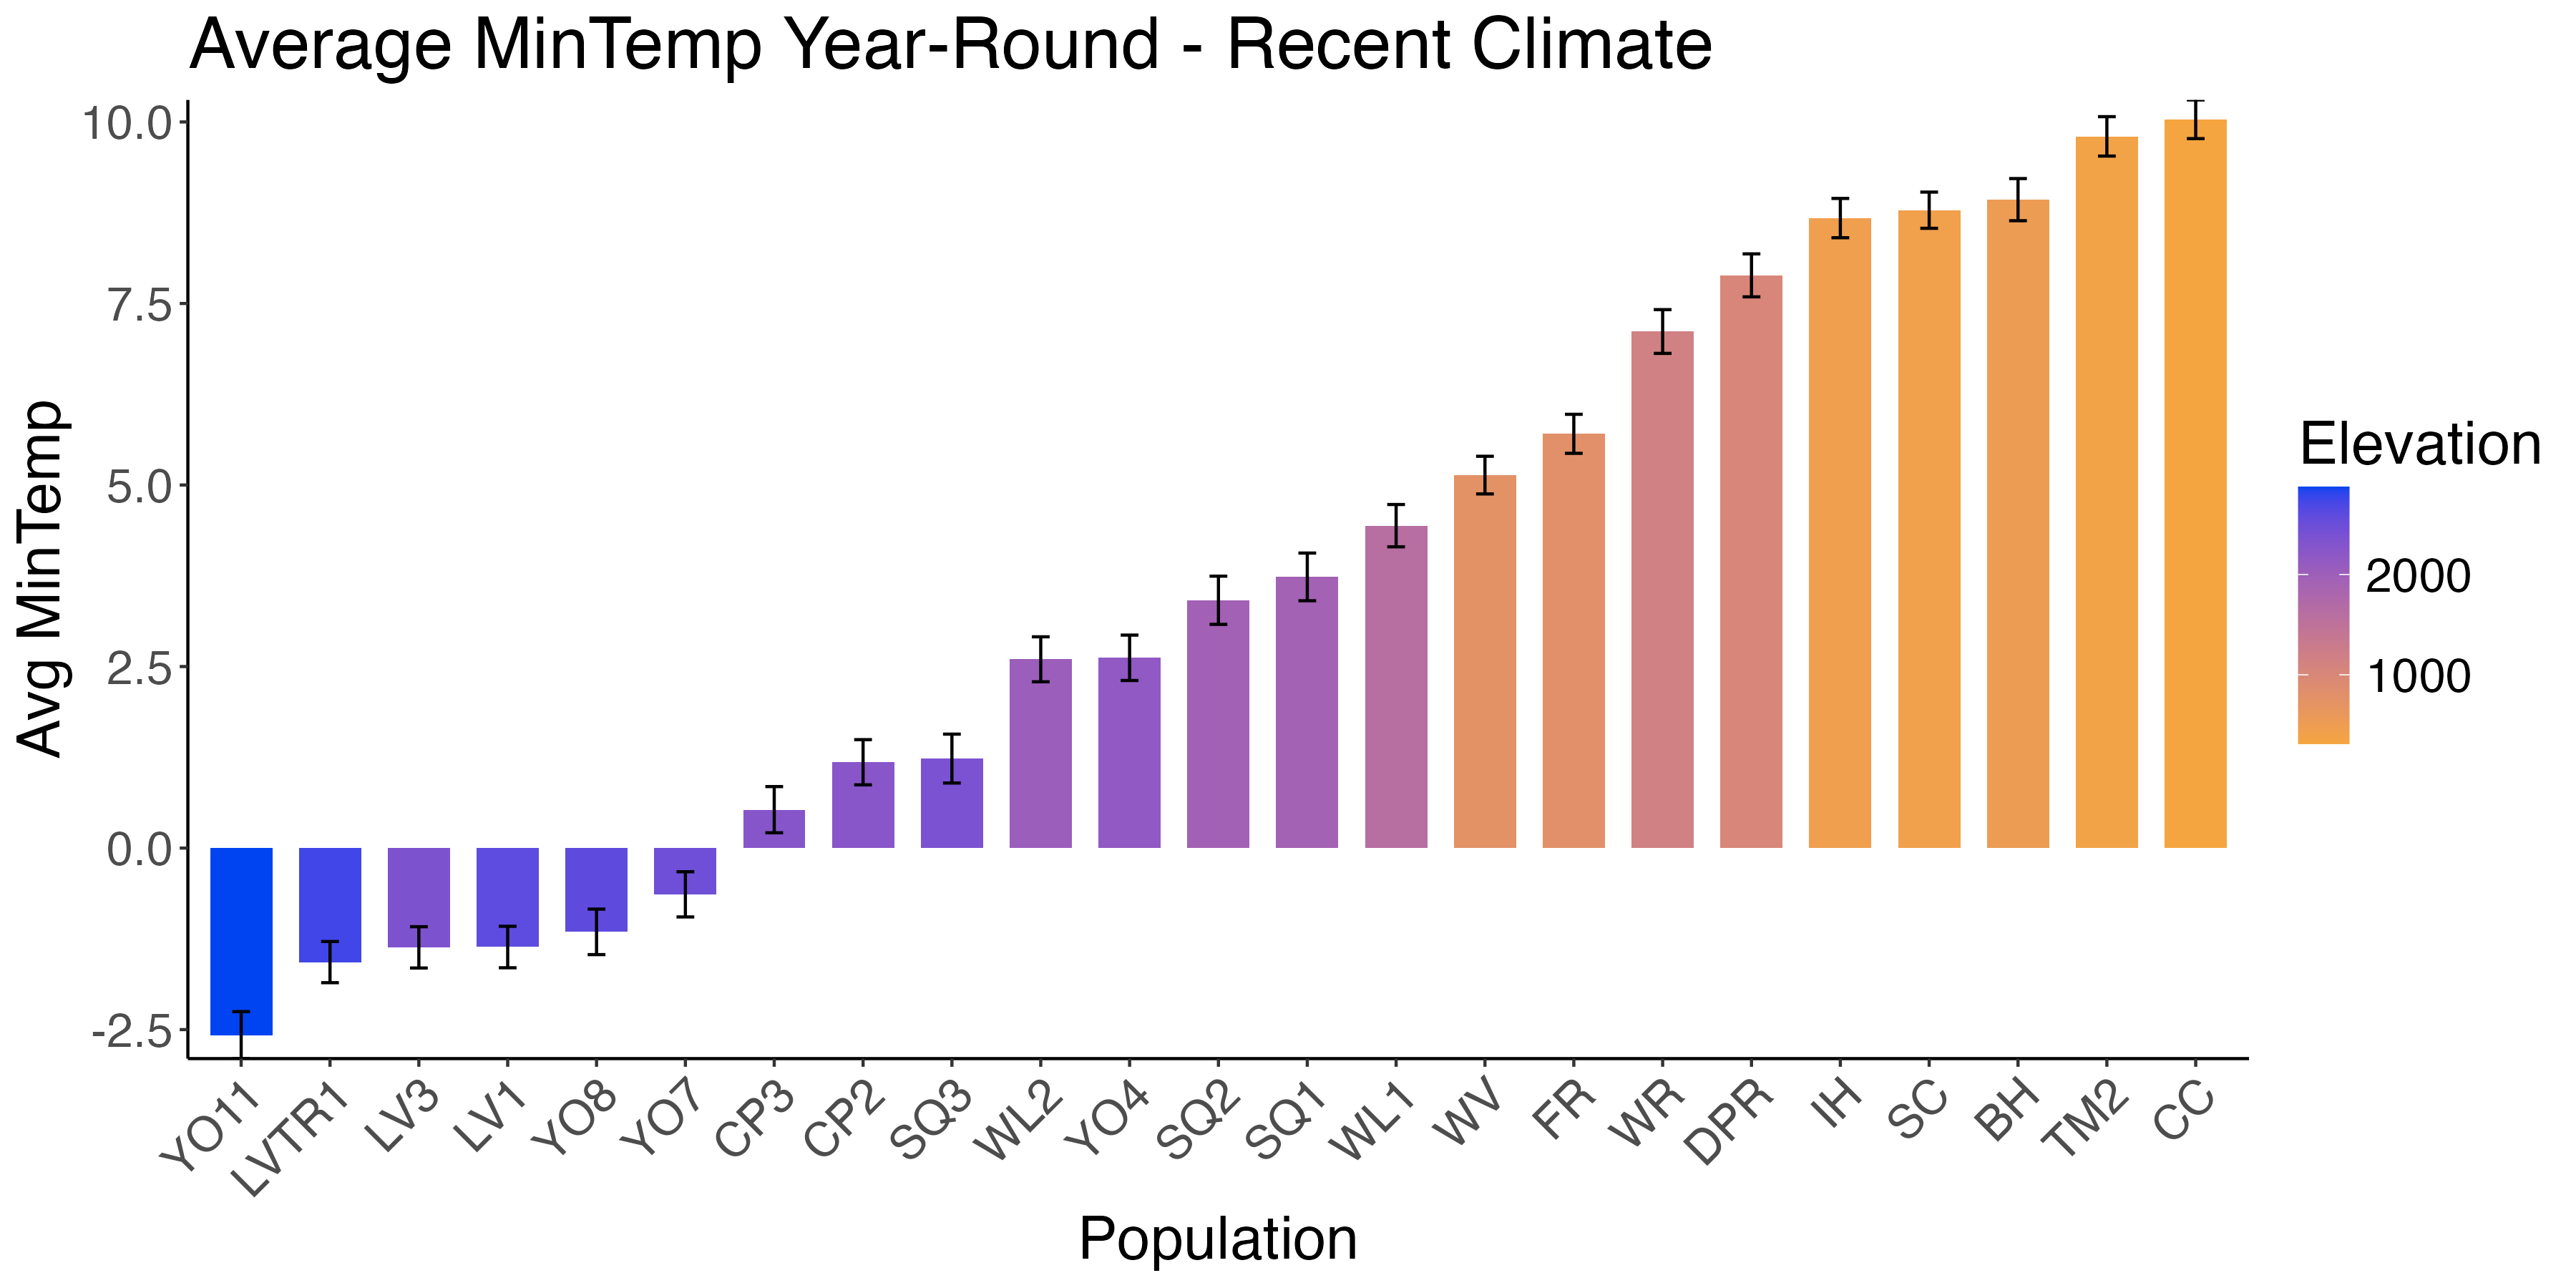 Average MinTemp Year-Round - Recent Climate
Avg MinTemp
10.0
7.5
5.0
2.5
0.0
-2.5
YO11
LVTR1
LV3
LV1
YO8
YO7
CP3
CP2
SQ3
WL2
YO4
SQ2
SQ1
WL1
WV
FR
WR
DPR
IH
SC
BH
TM2
CC
Population
Elevation
2000
1000